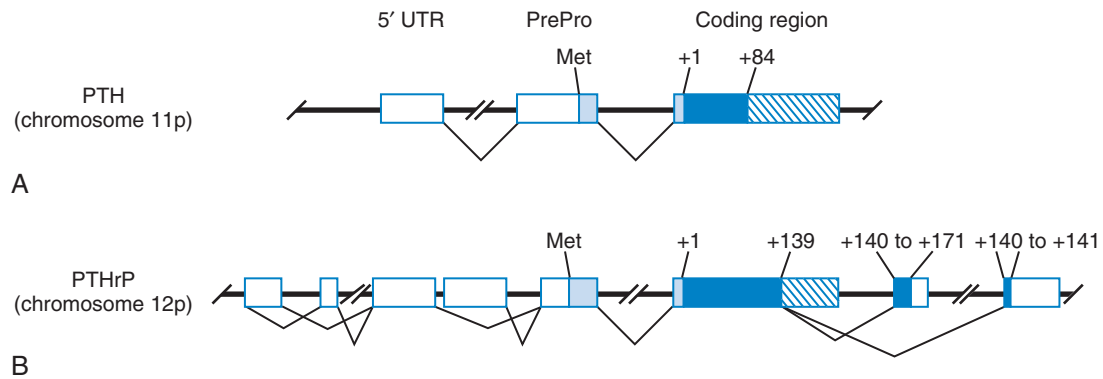 5′ UTR PrePro Coding region
Met +1 +84
PTH
(chromosome 11p)
A
Met +1 +139 +140 to +171 +140 to +141
PTHrP
(chromosome 12p)
B